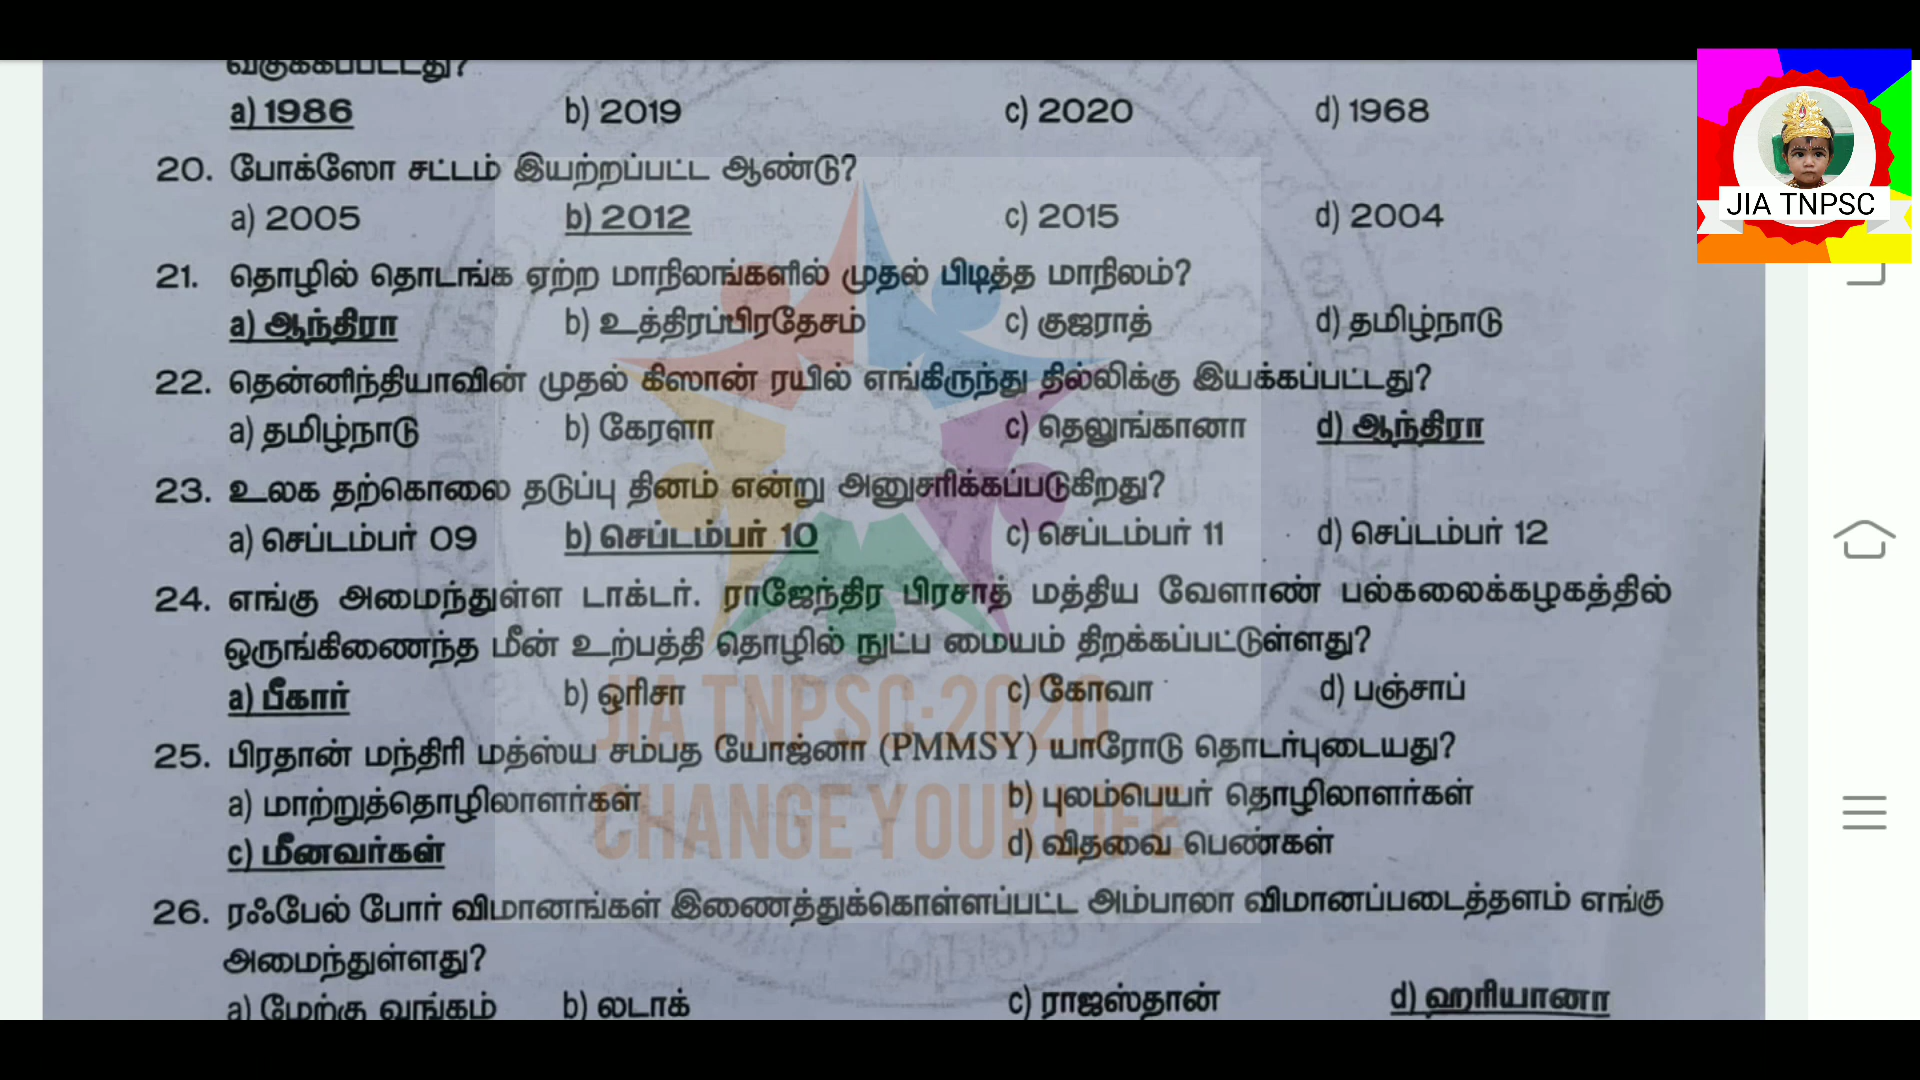 வகுக்கப்பட்டது?
a) 1986 b) 2019 c) 2020 d) 1968
20. போக்ஸோ சட்டம் இயற்றப்பட்ட ஆண்டு?
a) 2005 b) 2012 c) 2015 d) 2004
21. தொழில் தொடங்க ஏற்ற மாநிலங்களில் முதல் பிடித்த மாநிலம்?
a) ஆந்திரா b) உத்திரப்பிரதேசம் c) குஜராத் d) தமிழ்நாடு
22. தென்னிந்தியாவின் முதல் கிஸான் ரயில் எங்கிருந்து தில்லிக்கு இயக்கப்பட்டது?
a) தமிழ்நாடு b) கேரளா c) தெலுங்கானா d) ஆந்திரா
23. உலக தற்கொலை தடுப்பு தினம் என்று அனுசரிக்கப்படுகிறது?
a) செப்டம்பர் 09 b) செப்டம்பர் 10 c) செப்டம்பர் 11 d) செப்டம்பர் 12
24. எங்கு அமைந்துள்ள டாக்டர். ராஜேந்திர பிரசாத் மத்திய வேளாண் பல்கலைக்கழகத்தில்
ஒருங்கிணைந்த மீன் உற்பத்தி தொழில் நுட்ப மையம் திறக்கப்பட்டுள்ளது?
a) பீகார் b) ஒரிசா c) கோவா d) பஞ்சாப்
25. பிரதான் மந்திரி மத்ஸ்ய சம்பத யோஜ்னா (PMMSY) யாரோடு தொடர்புடையது?
a) மாற்றுத்தொழிலாளர்கள் b) புலம்பெயர் தொழிலாளர்கள்
c) மீனவர்கள் d) விதவை பெண்கள்
26. ரஃபேல் போர் விமானங்கள் இணைத்துக்கொள்ளப்பட்ட அம்பாலா விமானப்படைத்தளம் எங்கு
அமைந்துள்ளது?
a) மேற்கு வங்கம் b) லடாக் c) ராஜஸ்தான் d) ஹரியானா
JIA TNPSC
JIA TNPSC:2020
CHANGE YOUR LIFE